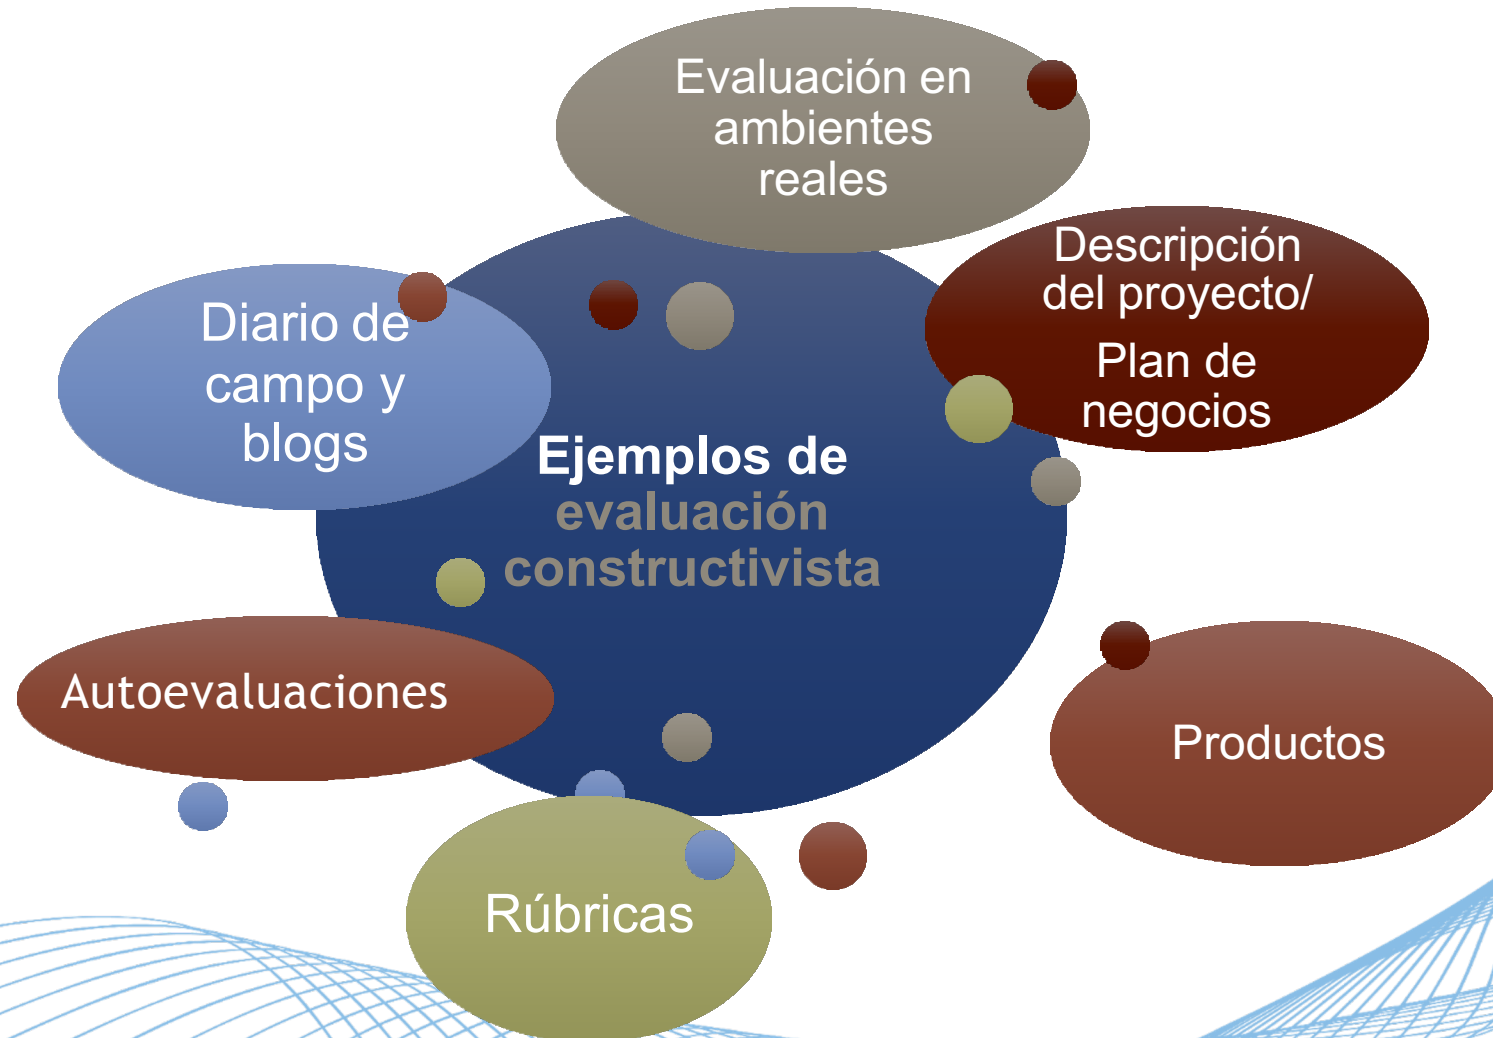 Evaluación en
ambientes
reales
Descripción
del proyecto/
Plan de
negocios
Diario de
campo y
blogs
Ejemplos de
evaluación
constructivista
Autoevaluaciones
Productos
Rúbricas